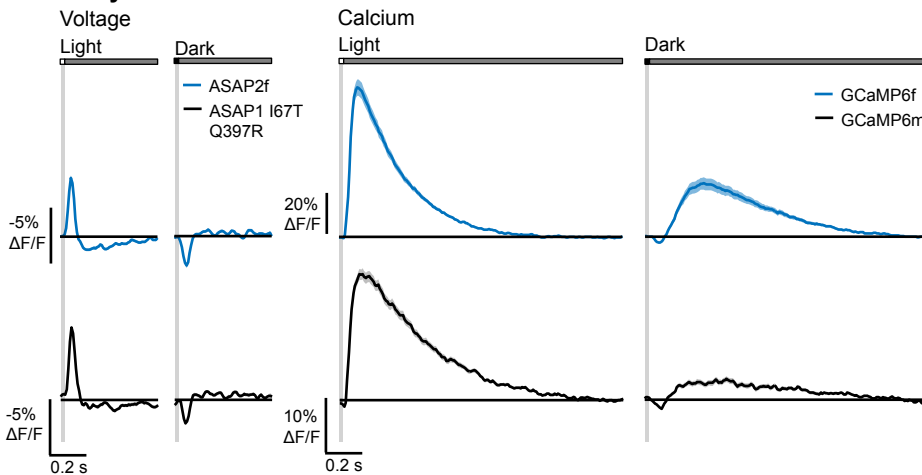 Voltage
Calcium
Light
Dark
Light
Dark
ASAP2f
ASAP1 I67T
Q397R
GCaMP6f
GCaMP6m
-5%
ΔF/F
20%
ΔF/F
-5%
ΔF/F
10%
ΔF/F
0.2 s
0.2 s